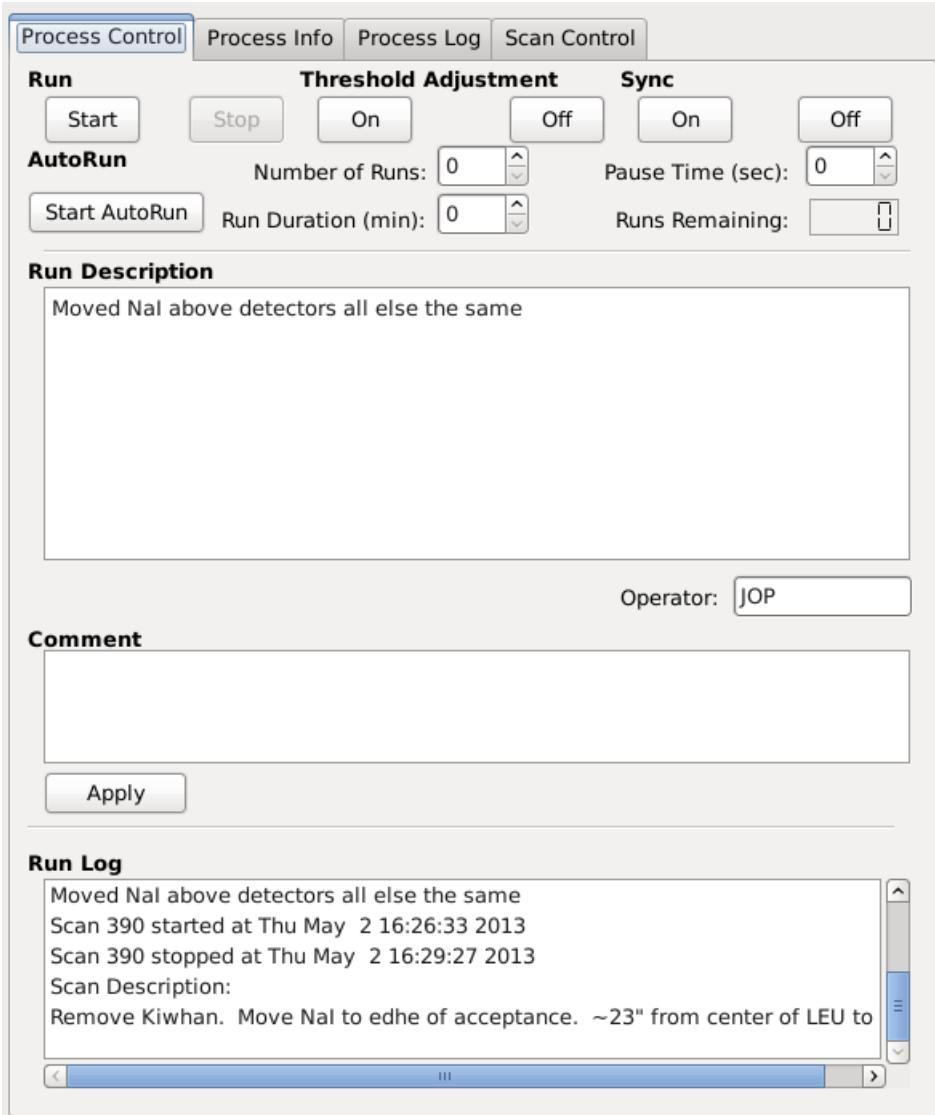 Process Control Process Info Process Log Scan Control
Run Threshold Adjustment Sync
Start Stop On Off On Off
AutoRun Number of Runs: 0 Pause Time (sec): 0
Start AutoRun Run Duration (min): 0 Runs Remaining: 0
Run Description
Moved NaI above detectors all else the same
Operator: JOP
Comment
Apply
Run Log
Moved NaI above detectors all else the same
Scan 390 started at Thu May  2 16:26:33 2013
Scan 390 stopped at Thu May  2 16:29:27 2013
Scan Description:
Remove Kiwhan.  Move NaI to edhe of acceptance.  ~23" from center of LEU to